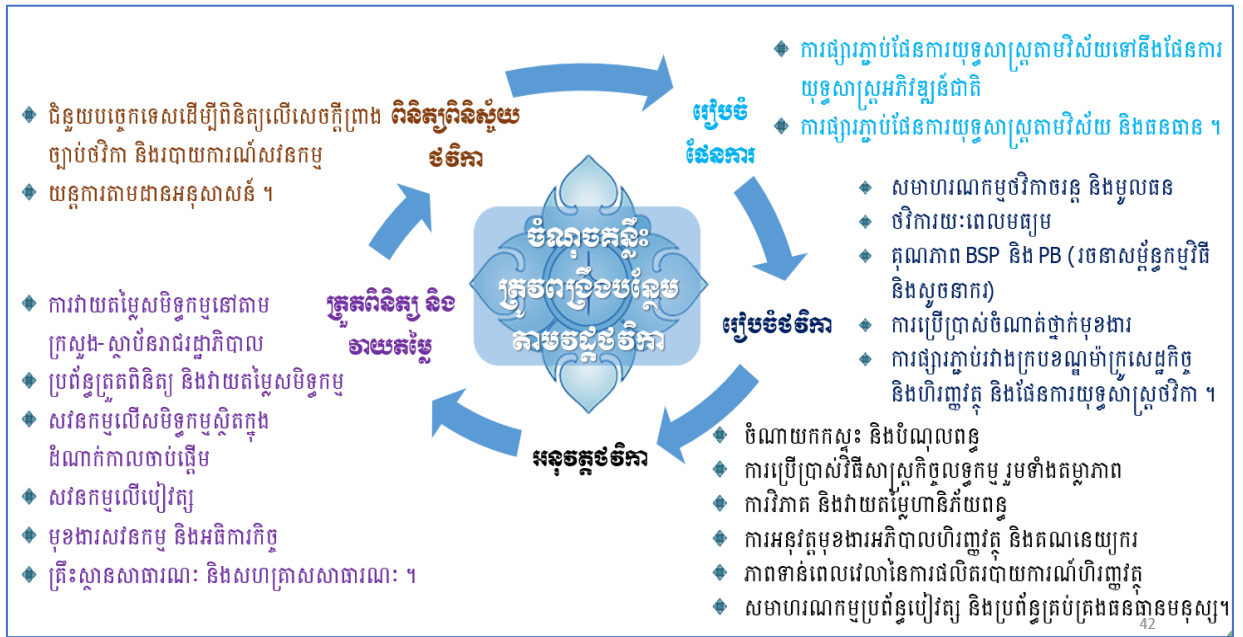 ចំណុចគន្លឹះ
ត្រូវពង្រឹងបន្ថែម
តាមវដ្តថវិកា
រៀបចំ
ផែនការ
ការផ្សារភ្ជាប់ផែនការយុទ្ធសាស្ត្រតាមវិស័យទៅនឹងផែនការ
យុទ្ធសាស្ត្រអភិវឌ្ឍន៍ជាតិ
ការផ្សារភ្ជាប់ផែនការយុទ្ធសាស្ត្រតាមវិស័យ និងធនធាន ។
រៀបចំថវិកា
សមាហរណកម្មថវិកាចរន្ត និងមូលធន
ថវិការយៈពេលមធ្យម
គុណភាព BSP និង PB (រចនាសម្ព័ន្ធកម្មវិធី
និងសូចនាករ)
ការប្រើប្រាស់ចំណាត់ថ្នាក់មុខងារ
ការផ្សារភ្ជាប់រវាងក្របខណ្ឌម៉ាក្រូសេដ្ឋកិច្ច
និងហិរញ្ញវត្ថុ និងផែនការយុទ្ធសាស្ត្រថវិកា ។
អនុវត្តថវិកា
ចំណាយកកស្ទះ និងបំណុលពន្ធ
ការប្រើប្រាស់វិធីសាស្ត្រកិច្ចលទ្ធកម្ម រួមទាំងតម្លាភាព
ការវិភាគ និងវាយតម្លៃហានិភ័យពន្ធ
ការអនុវត្តមុខងារអភិបាលហិរញ្ញវត្ថុ និងគណនេយ្យករ
ភាពទាន់ពេលវេលានៃការផលិតរបាយការណ៍ហិរញ្ញវត្ថុ
សមាហរណកម្មប្រព័ន្ធបៀវត្ស និងប្រព័ន្ធគ្រប់គ្រងធនធានមនុស្ស។
ត្រួតពិនិត្យ និង
វាយតម្លៃ
ការវាយតម្លៃសមិទ្ធកម្មនៅតាម
ក្រសួង-ស្ថាប័នរាជរដ្ឋាភិបាល
ប្រព័ន្ធត្រួតពិនិត្យ និងវាយតម្លៃសមិទ្ធកម្ម
សវនកម្មលើសមិទ្ធកម្មស្ថិតក្នុង
ដំណាក់កាលចាប់ផ្តើម
សវនកម្មលើបៀវត្ស
មុខងារសវនកម្ម និងអធិការកិច្ច
គ្រឹះស្ថានសាធារណៈ និងសហគ្រាសសាធារណៈ ។
ពិនិត្យពិនិស្ច័យ
ថវិកា
ជំនួយបច្ចេកទេសដើម្បីពិនិត្យលើសេចក្តីព្រាង
ច្បាប់ថវិកា និងរបាយការណ៍សវនកម្ម
យន្តការតាមដានអនុសាសន៍ ។
42